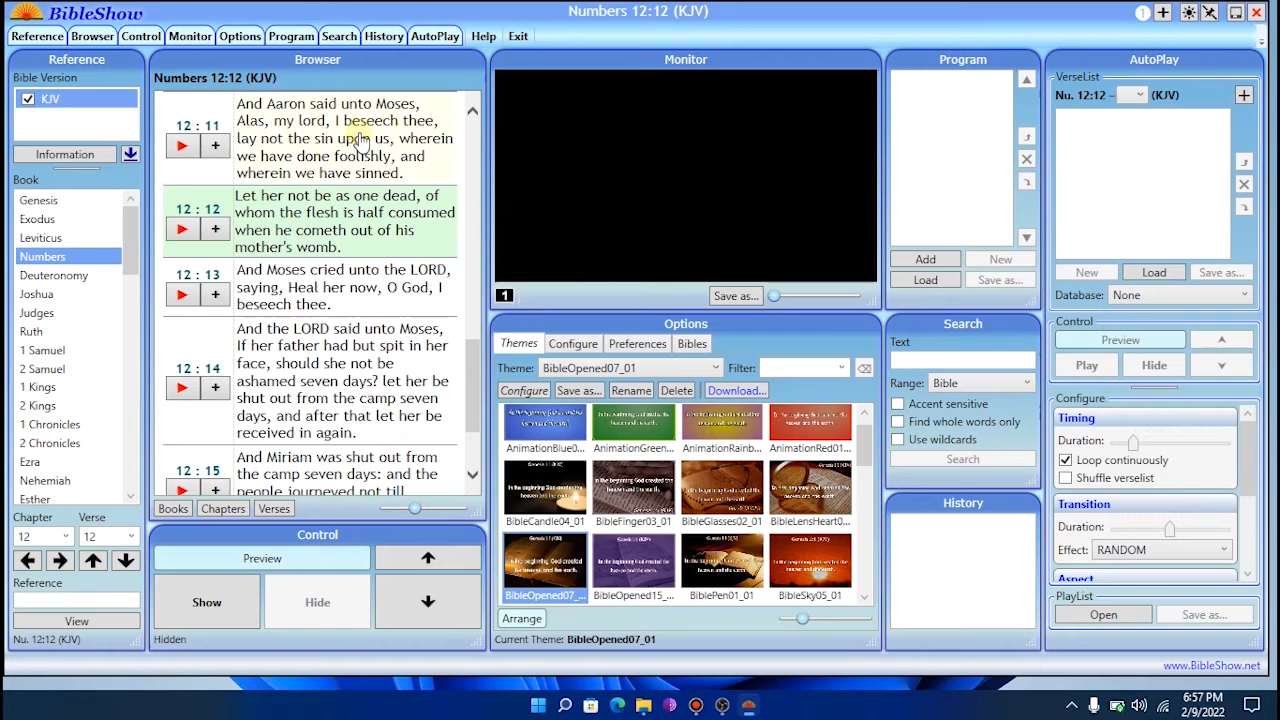 BibleShow
Numbers 12:12 (KJV)
1
Reference Browser Control Monitor Options Program Search History AutoPlay Help Exit
Reference
Bible Version
KJV
Information
Book
Genesis
Exodus
Leviticus
Numbers
Deuteronomy
Joshua
Judges
Ruth
1 Samuel
2 Samuel
1 Kings
2 Kings
1 Chronicles
2 Chronicles
Ezra
Nehemiah
Esther
Chapter Verse
12 12
Reference
View
Nu. 12:12 (KJV)
Browser
Numbers 12:12 (KJV)
12 : 11
And Aaron said unto Moses,
Alas, my lord, I beseech thee,
lay not the sin upon us, wherein
we have done foolishly, and
wherein we have sinned.
12 : 12
Let her not be as one dead, of
whom the flesh is half consumed
when he cometh out of his
mother's womb.
12 : 13
And Moses cried unto the LORD,
saying, Heal her now, O God, I
beseech thee.
12 : 14
And the LORD said unto Moses,
If her father had but spit in her
face, should she not be
ashamed seven days? let her be
shut out from the camp seven
days, and after that let her be
received in again.
12 : 15
And Miriam was shut out from
the camp seven days: and the
people journeyed not till
Books Chapters Verses
Control
Preview
Show
Hide
Hidden
Monitor
1
Save as...
Options
Themes Configure Preferences Bibles
Theme: BibleOpened07_01 Filter:
Configure Save as... Rename Delete Download...
AnimationBlue0... AnimationGreen... AnimationRainb... AnimationRed01...
BibleCandle04_01 BibleFinger03_01 BibleGlasses02_01 BibleLensHeart0...
BibleOpened07_... BibleOpened15_... BiblePen01_01 BibleSky05_01
Arrange
Current Theme: BibleOpened07_01
Program
Add New
Load Save as...
Search
Text
Range: Bible
Accent sensitive
Find whole words only
Use wildcards
Search
History
AutoPlay
VerseList
Nu. 12:12 – (KJV)
New Load Save as...
Database: None
Control
Preview
Play Hide
Configure
Timing
Duration:
Loop continuously
Shuffle verselist
Transition
Duration:
Effect: RANDOM
Aspect
PlayList
Open Save as...
www.BibleShow.net
6:57 PM
2/9/2022